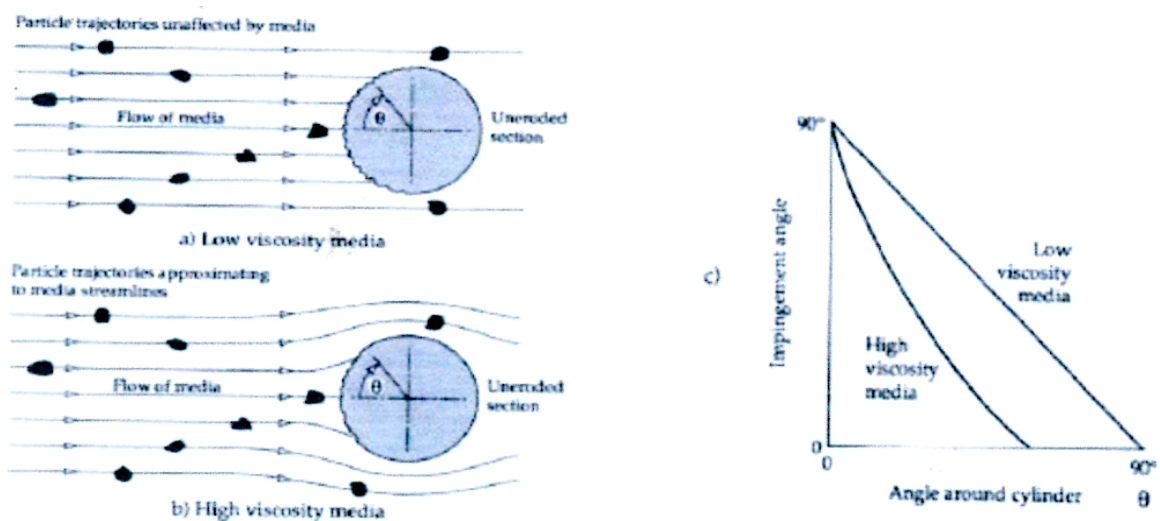 Particle trajectories unaffected by media
Flow of media
θ
Uneroded
section
a) Low viscosity media
Particle trajectories approximating
to media streamlines
Flow of media
θ
Uneroded
section
b) High viscosity media
c)
Impingement angle
90°
0
Low
viscosity
media
High
viscosity
media
0
90°
Angle around cylinder
θ